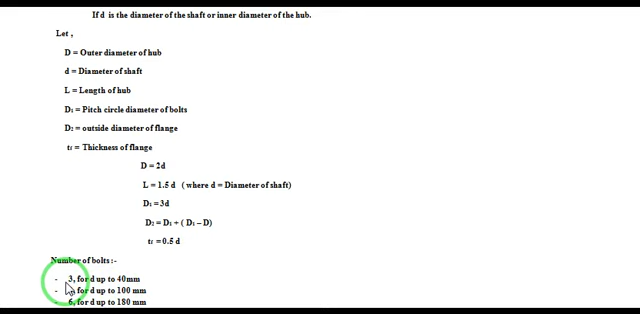 If d is the diameter of the shaft or inner diameter of the hub.
Let ,
D = Outer diameter of hub
d = Diameter of shaft
L = Length of hub
D₁ = Pitch circle diameter of bolts
D₂ = outside diameter of flange
tf = Thickness of flange
D = 2d
L = 1.5 d ( where d = Diameter of shaft)
D₁ =3d
D₂ = D₁ + ( D₁ – D)
tf =0.5 d
Number of bolts :-
- 3, for d up to 40mm
- for d up to 100 mm
- 6, for d up to 180 mm